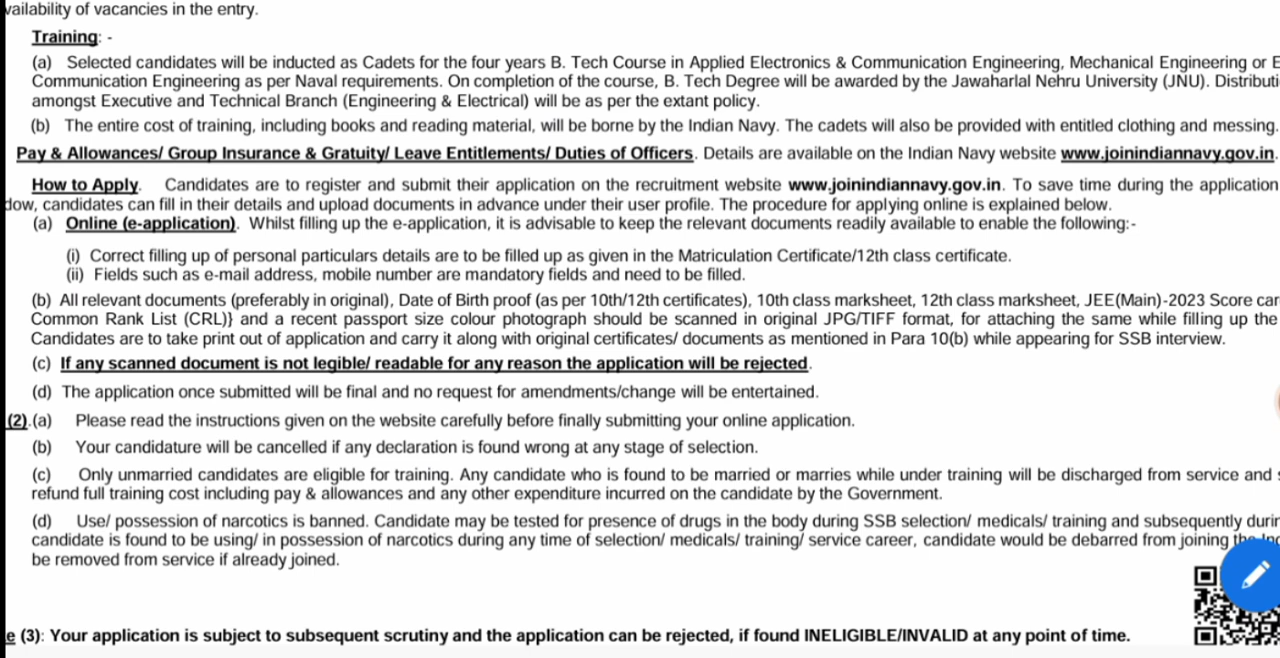 vailability of vacancies in the entry.
Training: -
(a) Selected candidates will be inducted as Cadets for the four years B. Tech Course in Applied Electronics & Communication Engineering, Mechanical Engineering or E
Communication Engineering as per Naval requirements. On completion of the course, B. Tech Degree will be awarded by the Jawaharlal Nehru University (JNU). Distributi
amongst Executive and Technical Branch (Engineering & Electrical) will be as per the extant policy.
(b) The entire cost of training, including books and reading material, will be borne by the Indian Navy. The cadets will also be provided with entitled clothing and messing.
Pay & Allowances/ Group Insurance & Gratuity/ Leave Entitlements/ Duties of Officers. Details are available on the Indian Navy website www.joinindiannavy.gov.in.
How to Apply. Candidates are to register and submit their application on the recruitment website www.joinindiannavy.gov.in. To save time during the application
dow, candidates can fill in their details and upload documents in advance under their user profile. The procedure for applying online is explained below.
(a) Online (e-application). Whilst filling up the e-application, it is advisable to keep the relevant documents readily available to enable the following:-
(i) Correct filling up of personal particulars details are to be filled up as given in the Matriculation Certificate/12th class certificate.
(ii) Fields such as e-mail address, mobile number are mandatory fields and need to be filled.
(b) All relevant documents (preferably in original), Date of Birth proof (as per 10th/12th certificates), 10th class marksheet, 12th class marksheet, JEE(Main)-2023 Score car
Common Rank List (CRL)} and a recent passport size colour photograph should be scanned in original JPG/TIFF format, for attaching the same while filling up the
Candidates are to take print out of application and carry it along with original certificates/ documents as mentioned in Para 10(b) while appearing for SSB interview.
(c) If any scanned document is not legible/ readable for any reason the application will be rejected.
(d) The application once submitted will be final and no request for amendments/change will be entertained.
(2).(a) Please read the instructions given on the website carefully before finally submitting your online application.
(b) Your candidature will be cancelled if any declaration is found wrong at any stage of selection.
(c) Only unmarried candidates are eligible for training. Any candidate who is found to be married or marries while under training will be discharged from service and
refund full training cost including pay & allowances and any other expenditure incurred on the candidate by the Government.
(d) Use/ possession of narcotics is banned. Candidate may be tested for presence of drugs in the body during SSB selection/ medicals/ training and subsequently durin
candidate is found to be using/ in possession of narcotics during any time of selection/ medicals/ training/ service career, candidate would be debarred from joining the
be removed from service if already joined.
e (3): Your application is subject to subsequent scrutiny and the application can be rejected, if found INELIGIBLE/INVALID at any point of time.